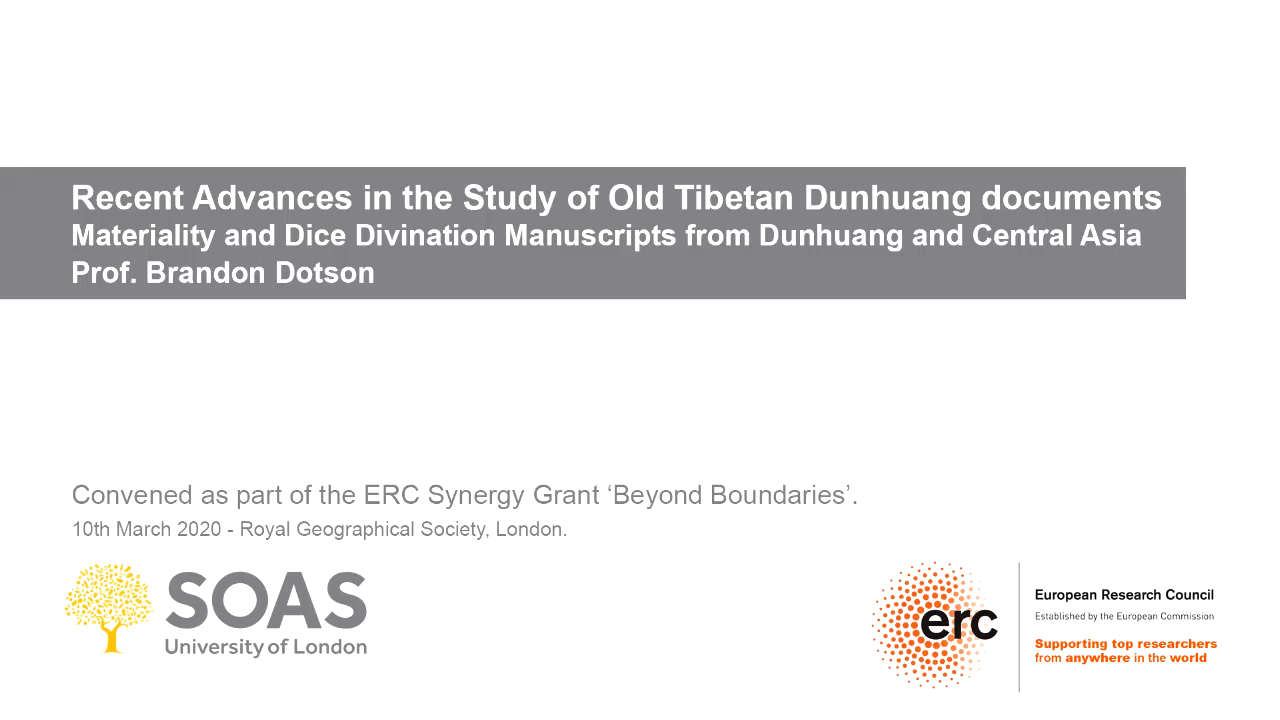 Recent Advances in the Study of Old Tibetan Dunhuang documents
Materiality and Dice Divination Manuscripts from Dunhuang and Central Asia
Prof. Brandon Dotson
Convened as part of the ERC Synergy Grant ‘Beyond Boundaries’.
10th March 2020 - Royal Geographical Society, London.
SOAS
University of London
erc
European Research Council
Established by the European Commission
Supporting top researchers
from anywhere in the world